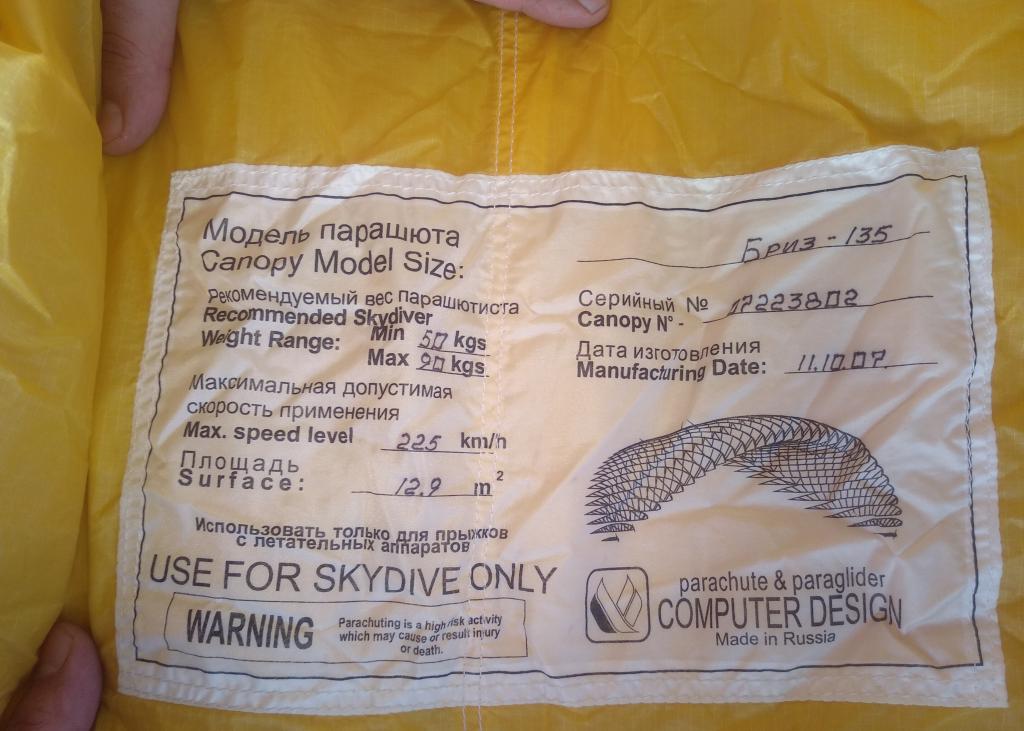 Модель парашюта
Canopy Model Size: Бриз-135
Рекомендуемый вес парашютиста
Recommended Skydiver
Weight Range: Min 50 kgs
Max 90 kgs
Максимальная допустимая
скорость применения
Max. speed level 225 km/h
Площадь
Surface: 12.9 m²
Использовать только для прыжков
с летательных аппаратов
USE FOR SKYDIVE ONLY
WARNING
Parachuting is a high risk activity
which may cause or result injury
or death.
Серийный №
Canopy N° -
Дата изготовления
Manufacturing Date: 11.10.07.
parachute & paraglider
COMPUTER DESIGN
Made in Russia